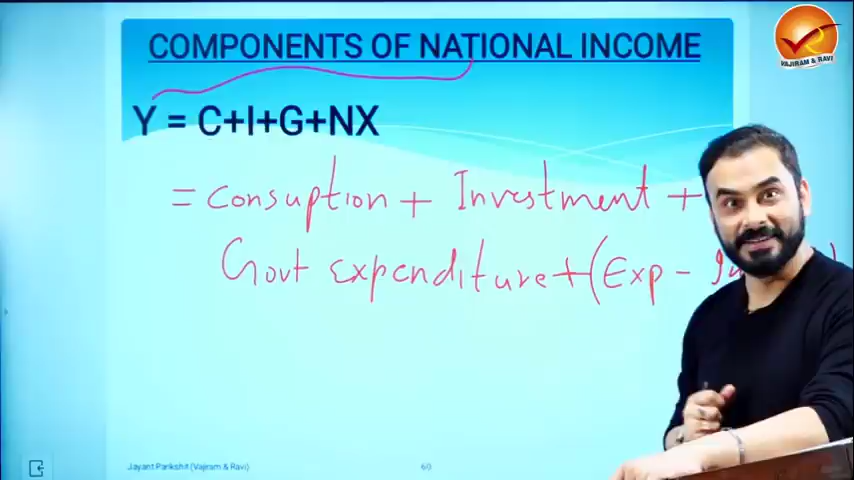 COMPONENTS OF NATIONAL INCOME
VAJIRAM & RAVI
Y = C+I+G+NX
= Consuption + Investment +
Govt expenditure + (Exp -
Jayant Parikshit (Vajiram & Ravi)
60